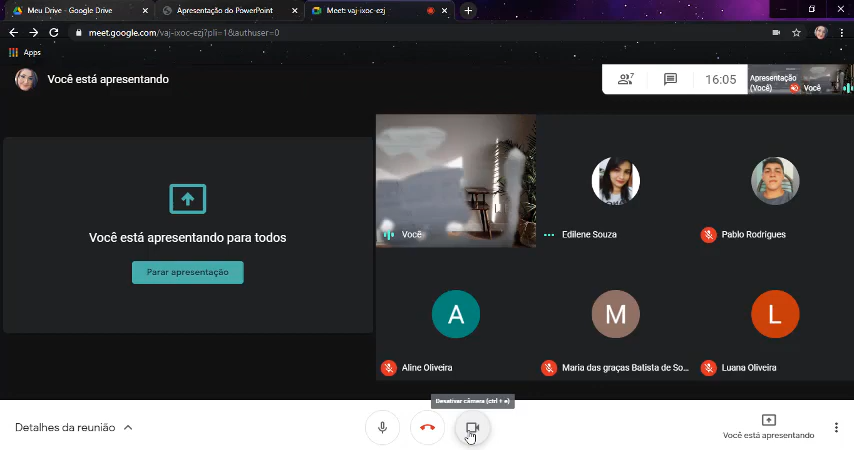 Meu Drive - Google Drive
Apresentação do PowerPoint
Meet: vaj-ixoc-ezj
meet.google.com/vaj-ixoc-ezj?pli=1&authuser=0
Apps
Você está apresentando
7
16:05
Apresentação
(Você)
Você
Você está apresentando para todos
Parar apresentação
Você
Edilene Souza
Pablo Rodrigues
A
M
L
Aline Oliveira
Maria das graças Batista de So...
Luana Oliveira
Desativar câmera (ctrl + e)
Detalhes da reunião
Você está apresentando